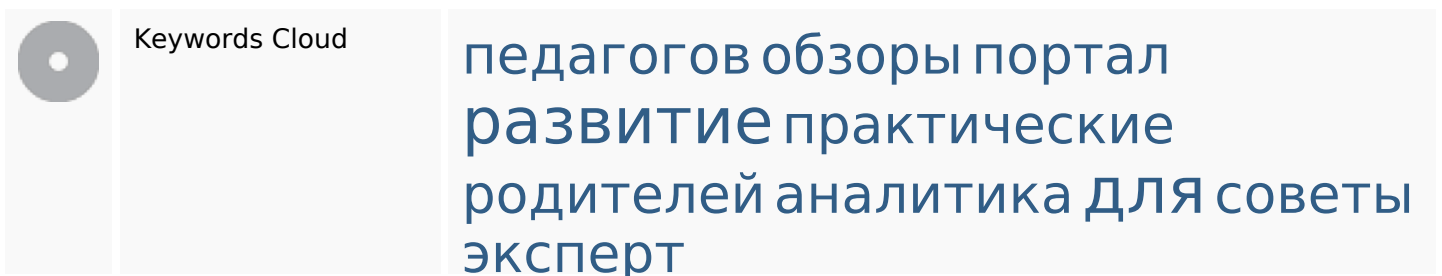 Keywords Cloud
педагогов обзоры портал
развитие практические
родителей аналитика для советы
эксперт